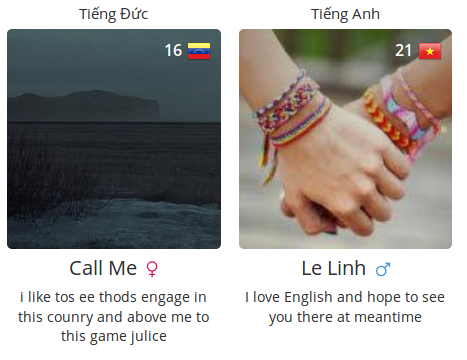 Tiếng Đức
16
Call Me
i like tos ee thods engage in
this counry and above me to
this game julice
Tiếng Anh
21
Le Linh
I love English and hope to see
you there at meantime